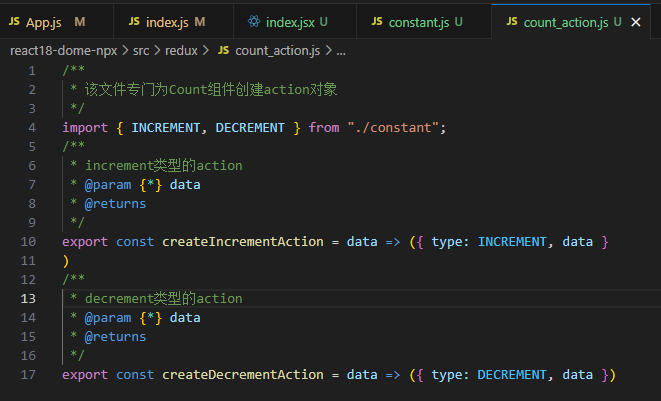 JS App.js M JS index.js M index.jsx U JS constant.js U JS count_action.js U ✕
react18-dome-npx > src > redux > JS count_action.js > ...
1 /**
2 * 该文件专门为Count组件创建action对象
3 */
4 import { INCREMENT, DECREMENT } from "./constant";
5 /**
6 * increment类型的action
7 * @param {*} data
8 * @returns
9 */
10 export const createIncrementAction = data => ({ type: INCREMENT, data }
11 )
12 /**
13 * decrement类型的action
14 * @param {*} data
15 * @returns
16 */
17 export const createDecrementAction = data => ({ type: DECREMENT, data })